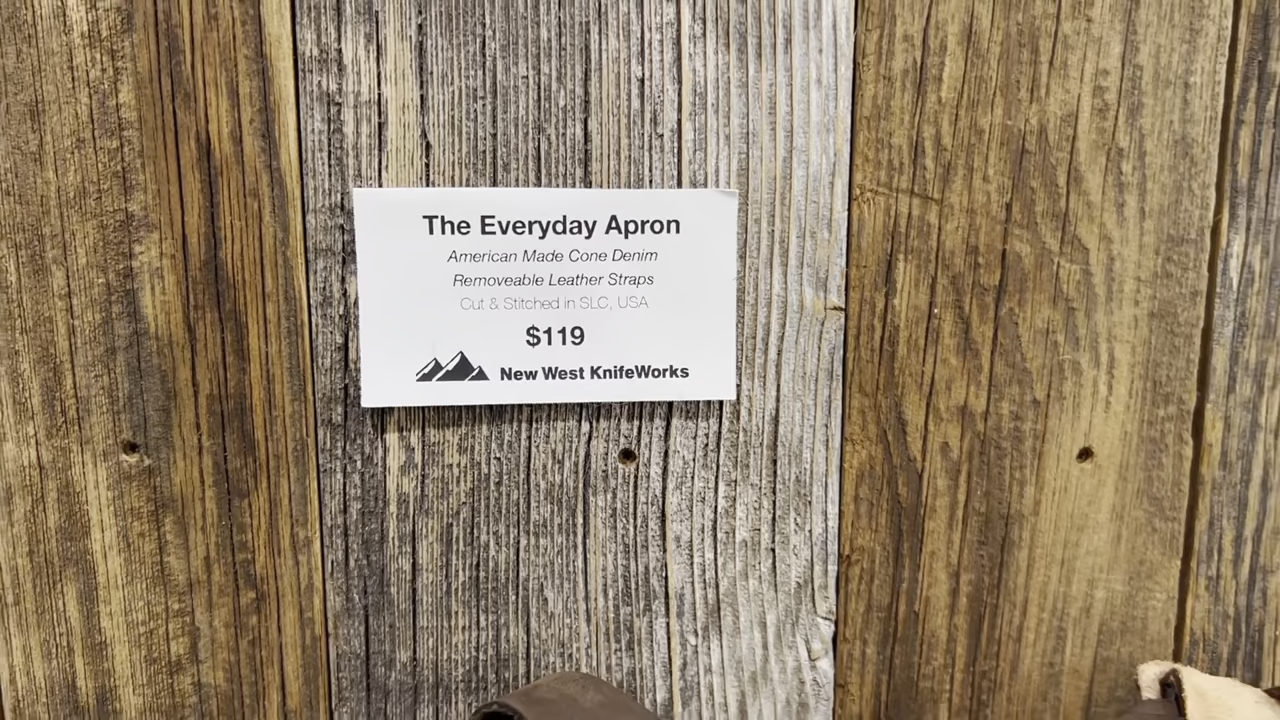 The Everyday Apron
American Made Cone Denim
Removeable Leather Straps
Cut & Stitched in SLC, USA
$119
New West KnifeWorks